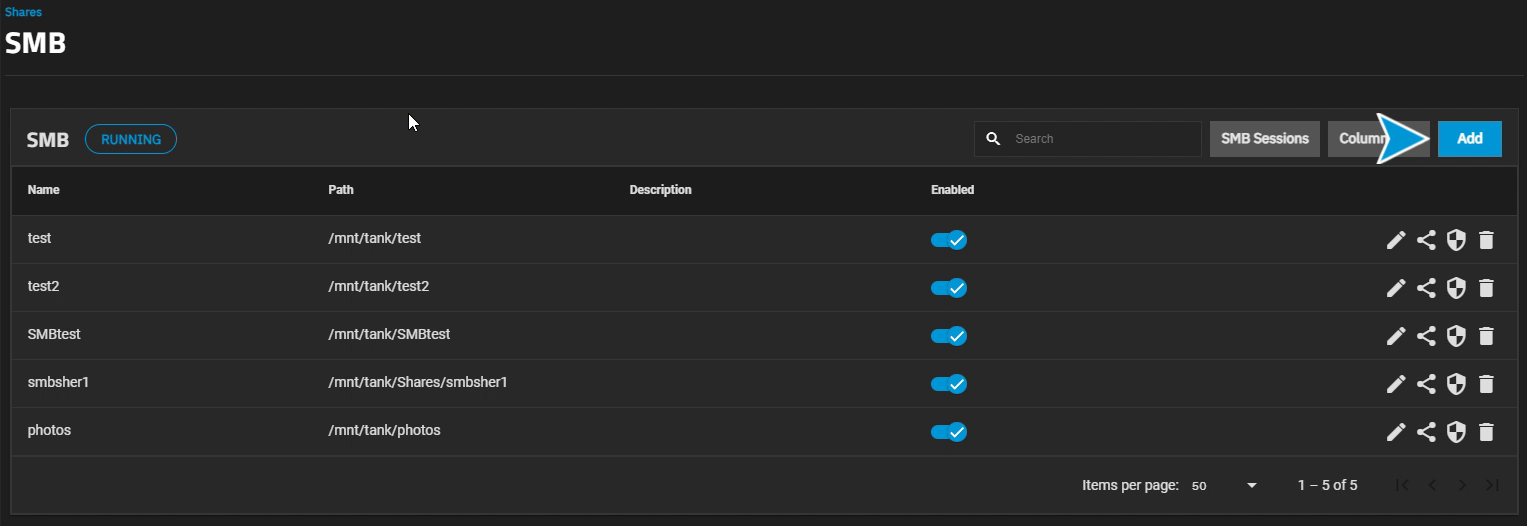 Shares
SMB
SMB RUNNING Search SMB Sessions Column Add
Name Path Description Enabled
test /mnt/tank/test
test2 /mnt/tank/test2
SMBtest /mnt/tank/SMBtest
smbsher1 /mnt/tank/Shares/smbsher1
photos /mnt/tank/photos
Items per page: 50 1 – 5 of 5